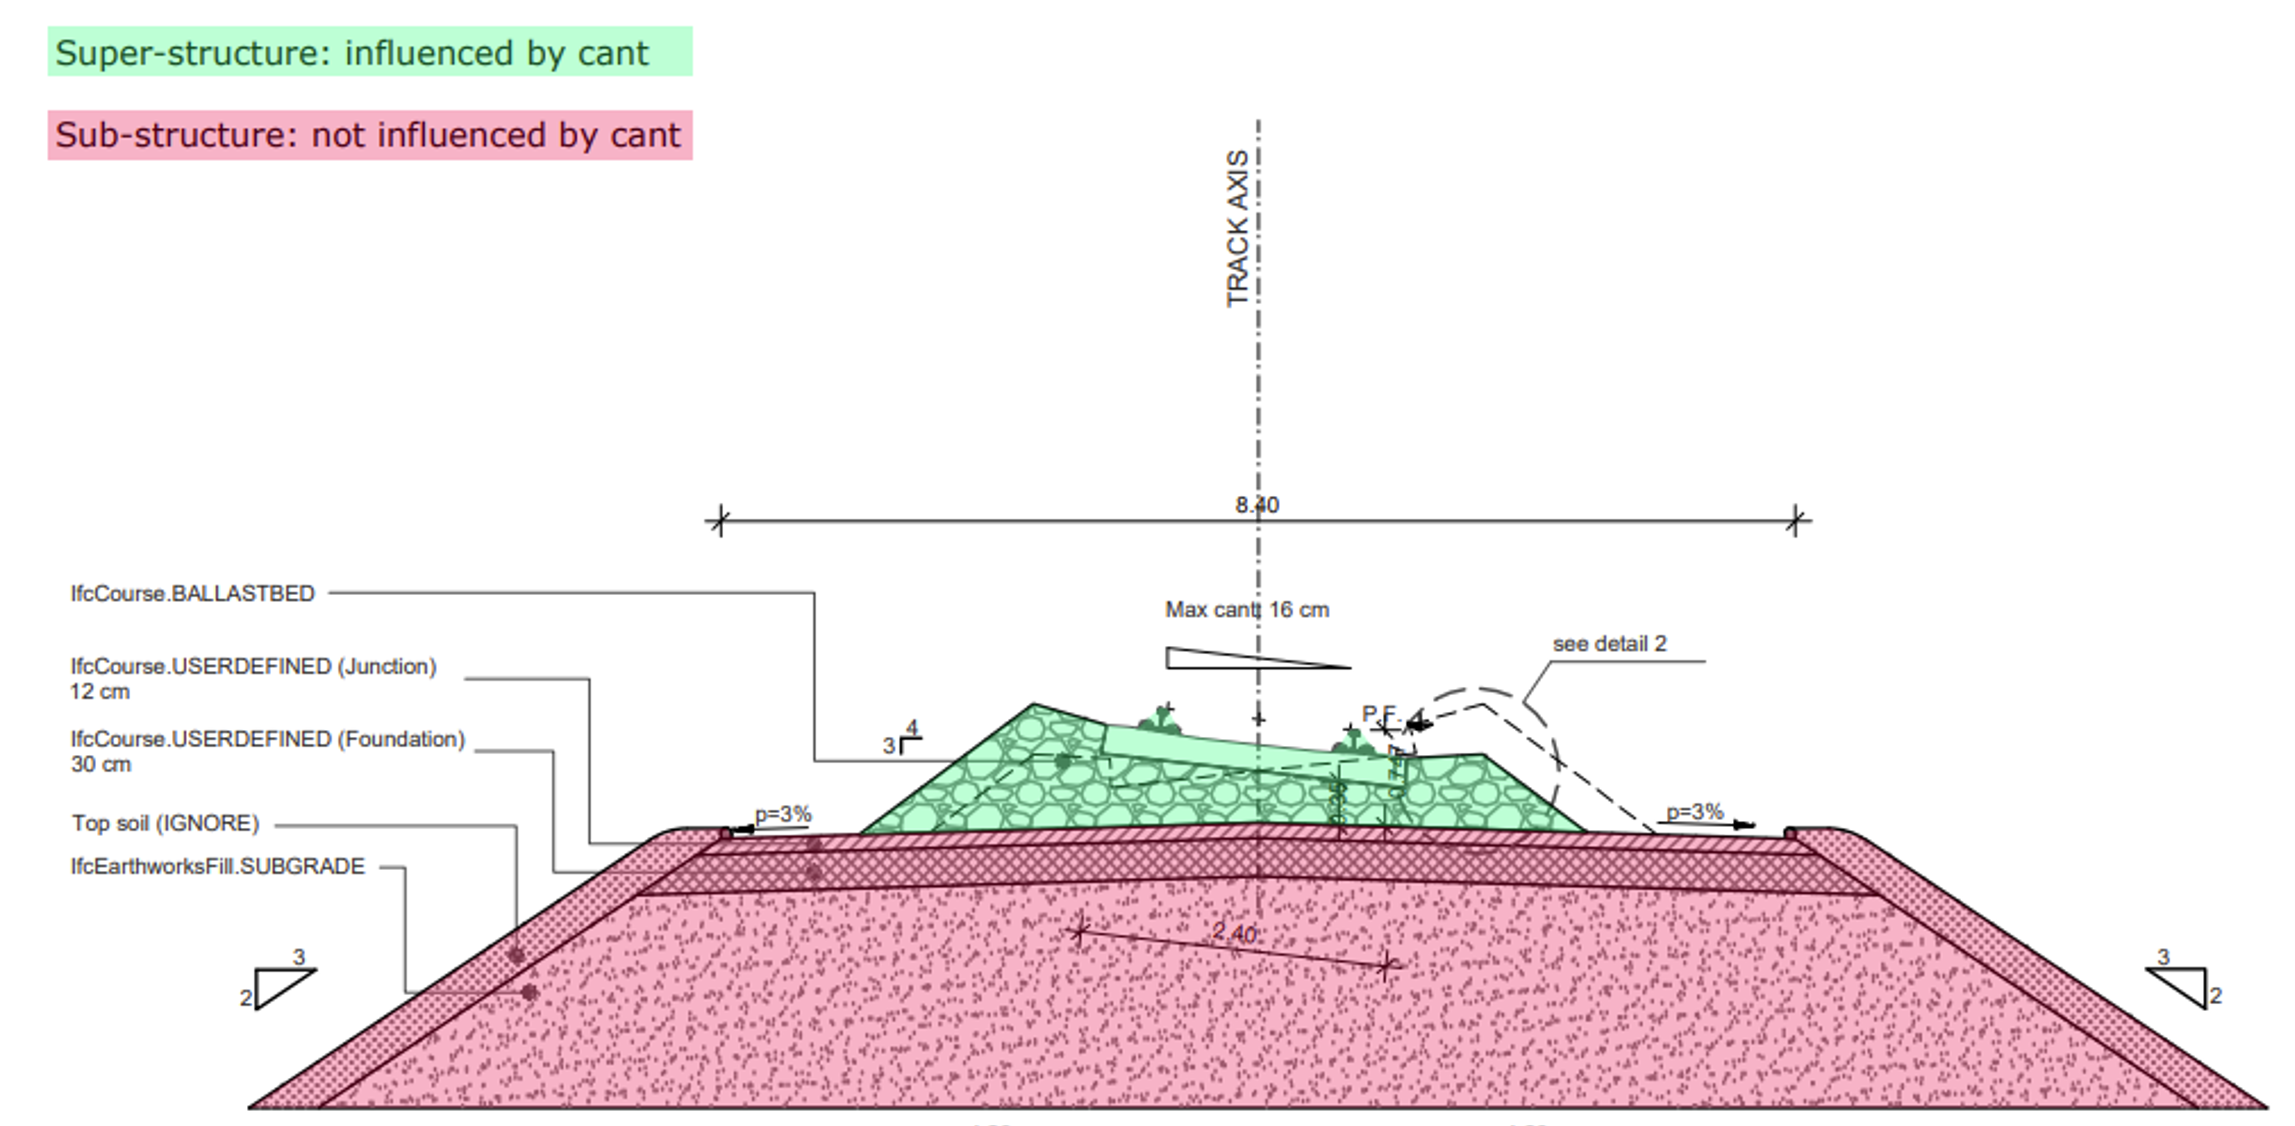 Super-structure: influenced by cant
Sub-structure: not influenced by cant
TRACK AXIS
8.40
IfcCourse.BALLASTBED
Max cant: 16 cm
see detail 2
IfcCourse.USERDEFINED (Junction)
12 cm
P.F.
4
3
IfcCourse.USERDEFINED (Foundation)
30 cm
p=3%
p=3%
Top soil (IGNORE)
IfcEarthworksFill.SUBGRADE
2.40
3
2
3
2